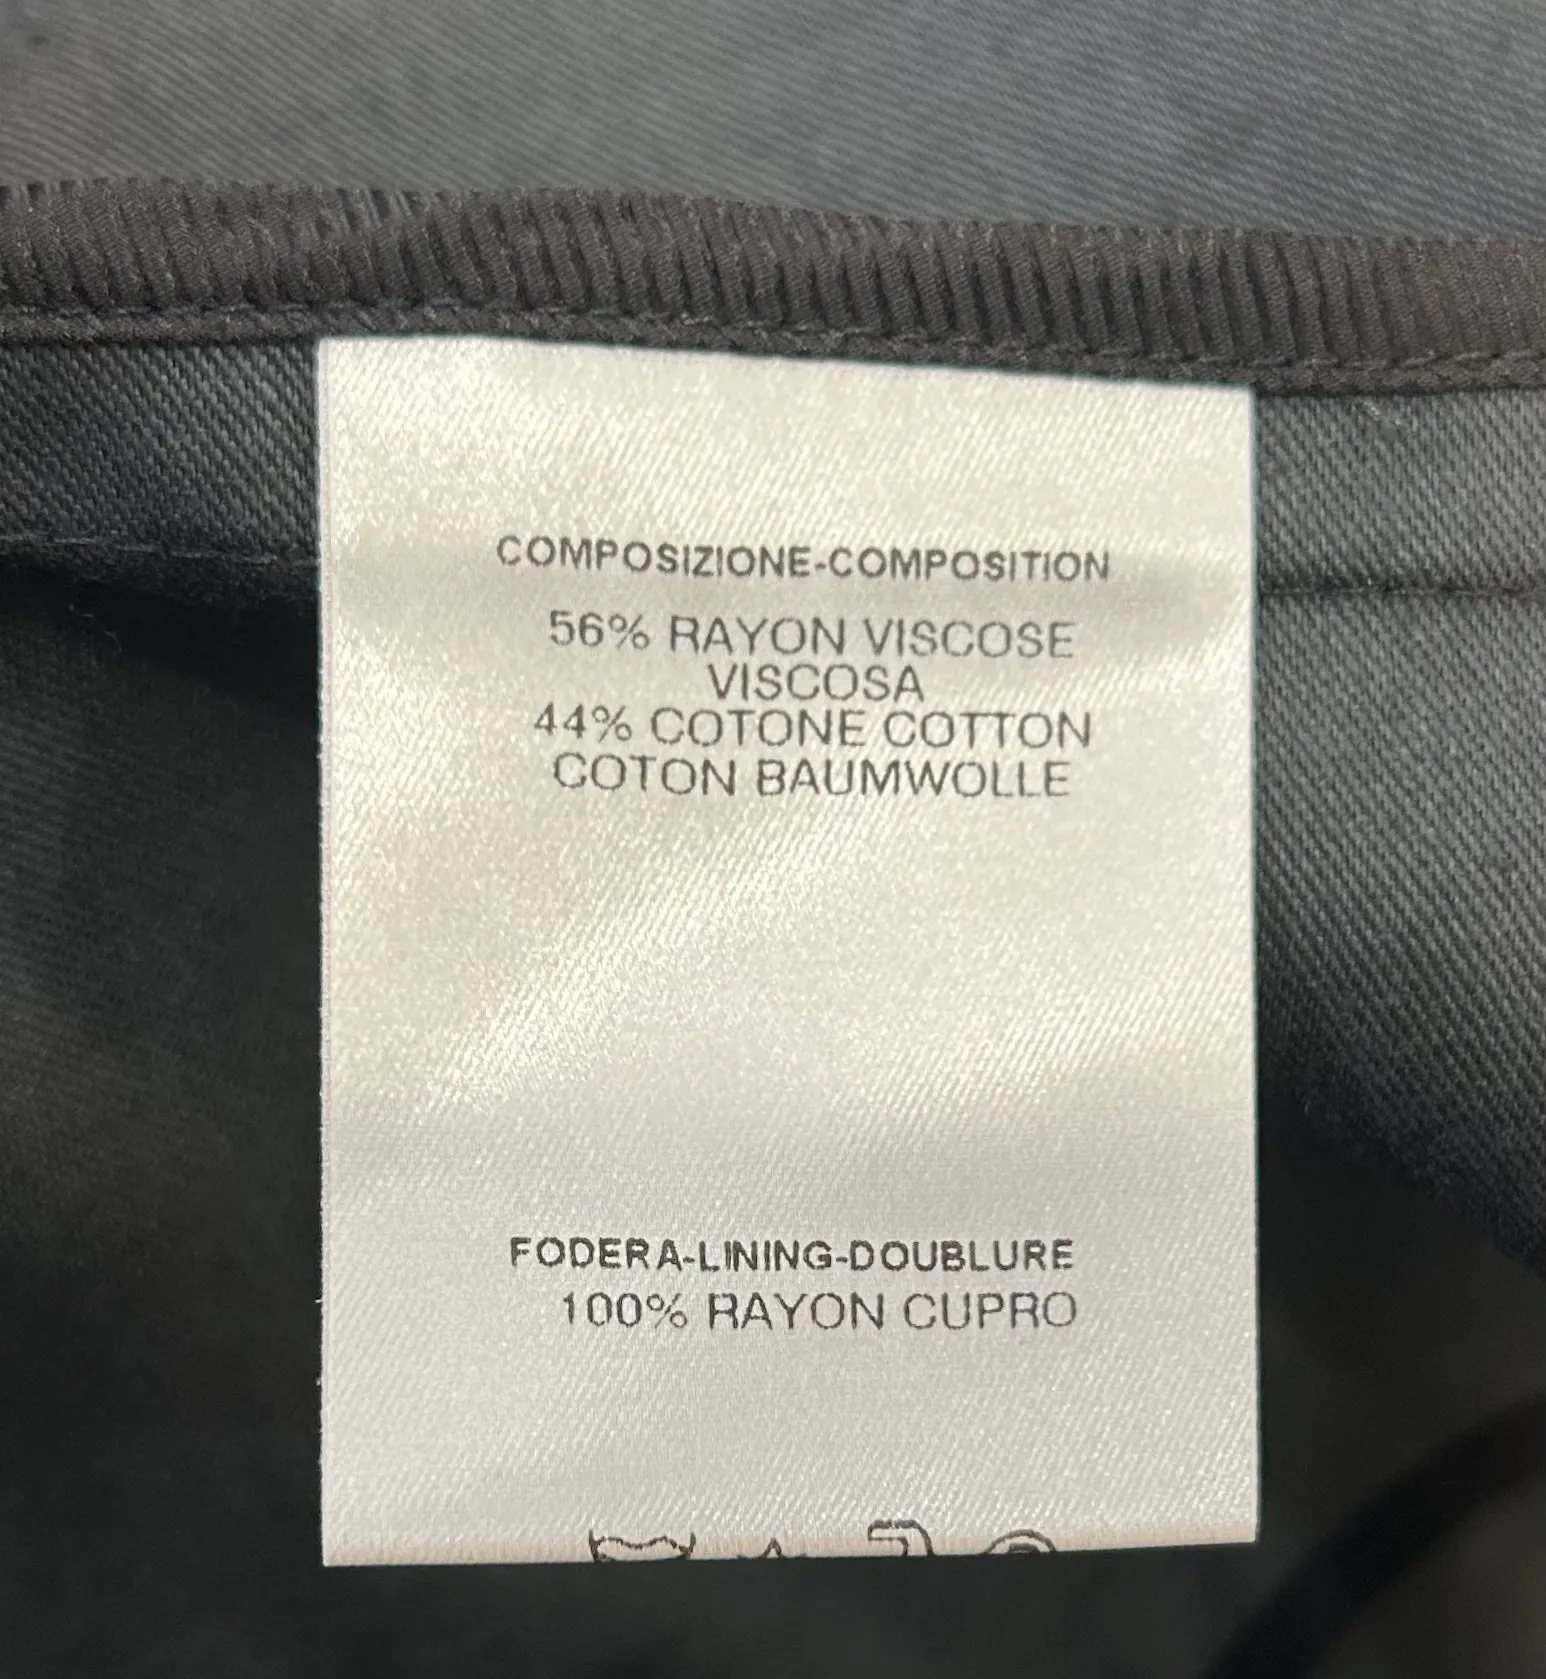 COMPOSIZIONE-COMPOSITION
56% RAYON VISCOSE
VISCOSA
44% COTONE COTTON
COTON BAUMWOLLE
FODERA-LINING-DOUBLURE
100% RAYON CUPRO